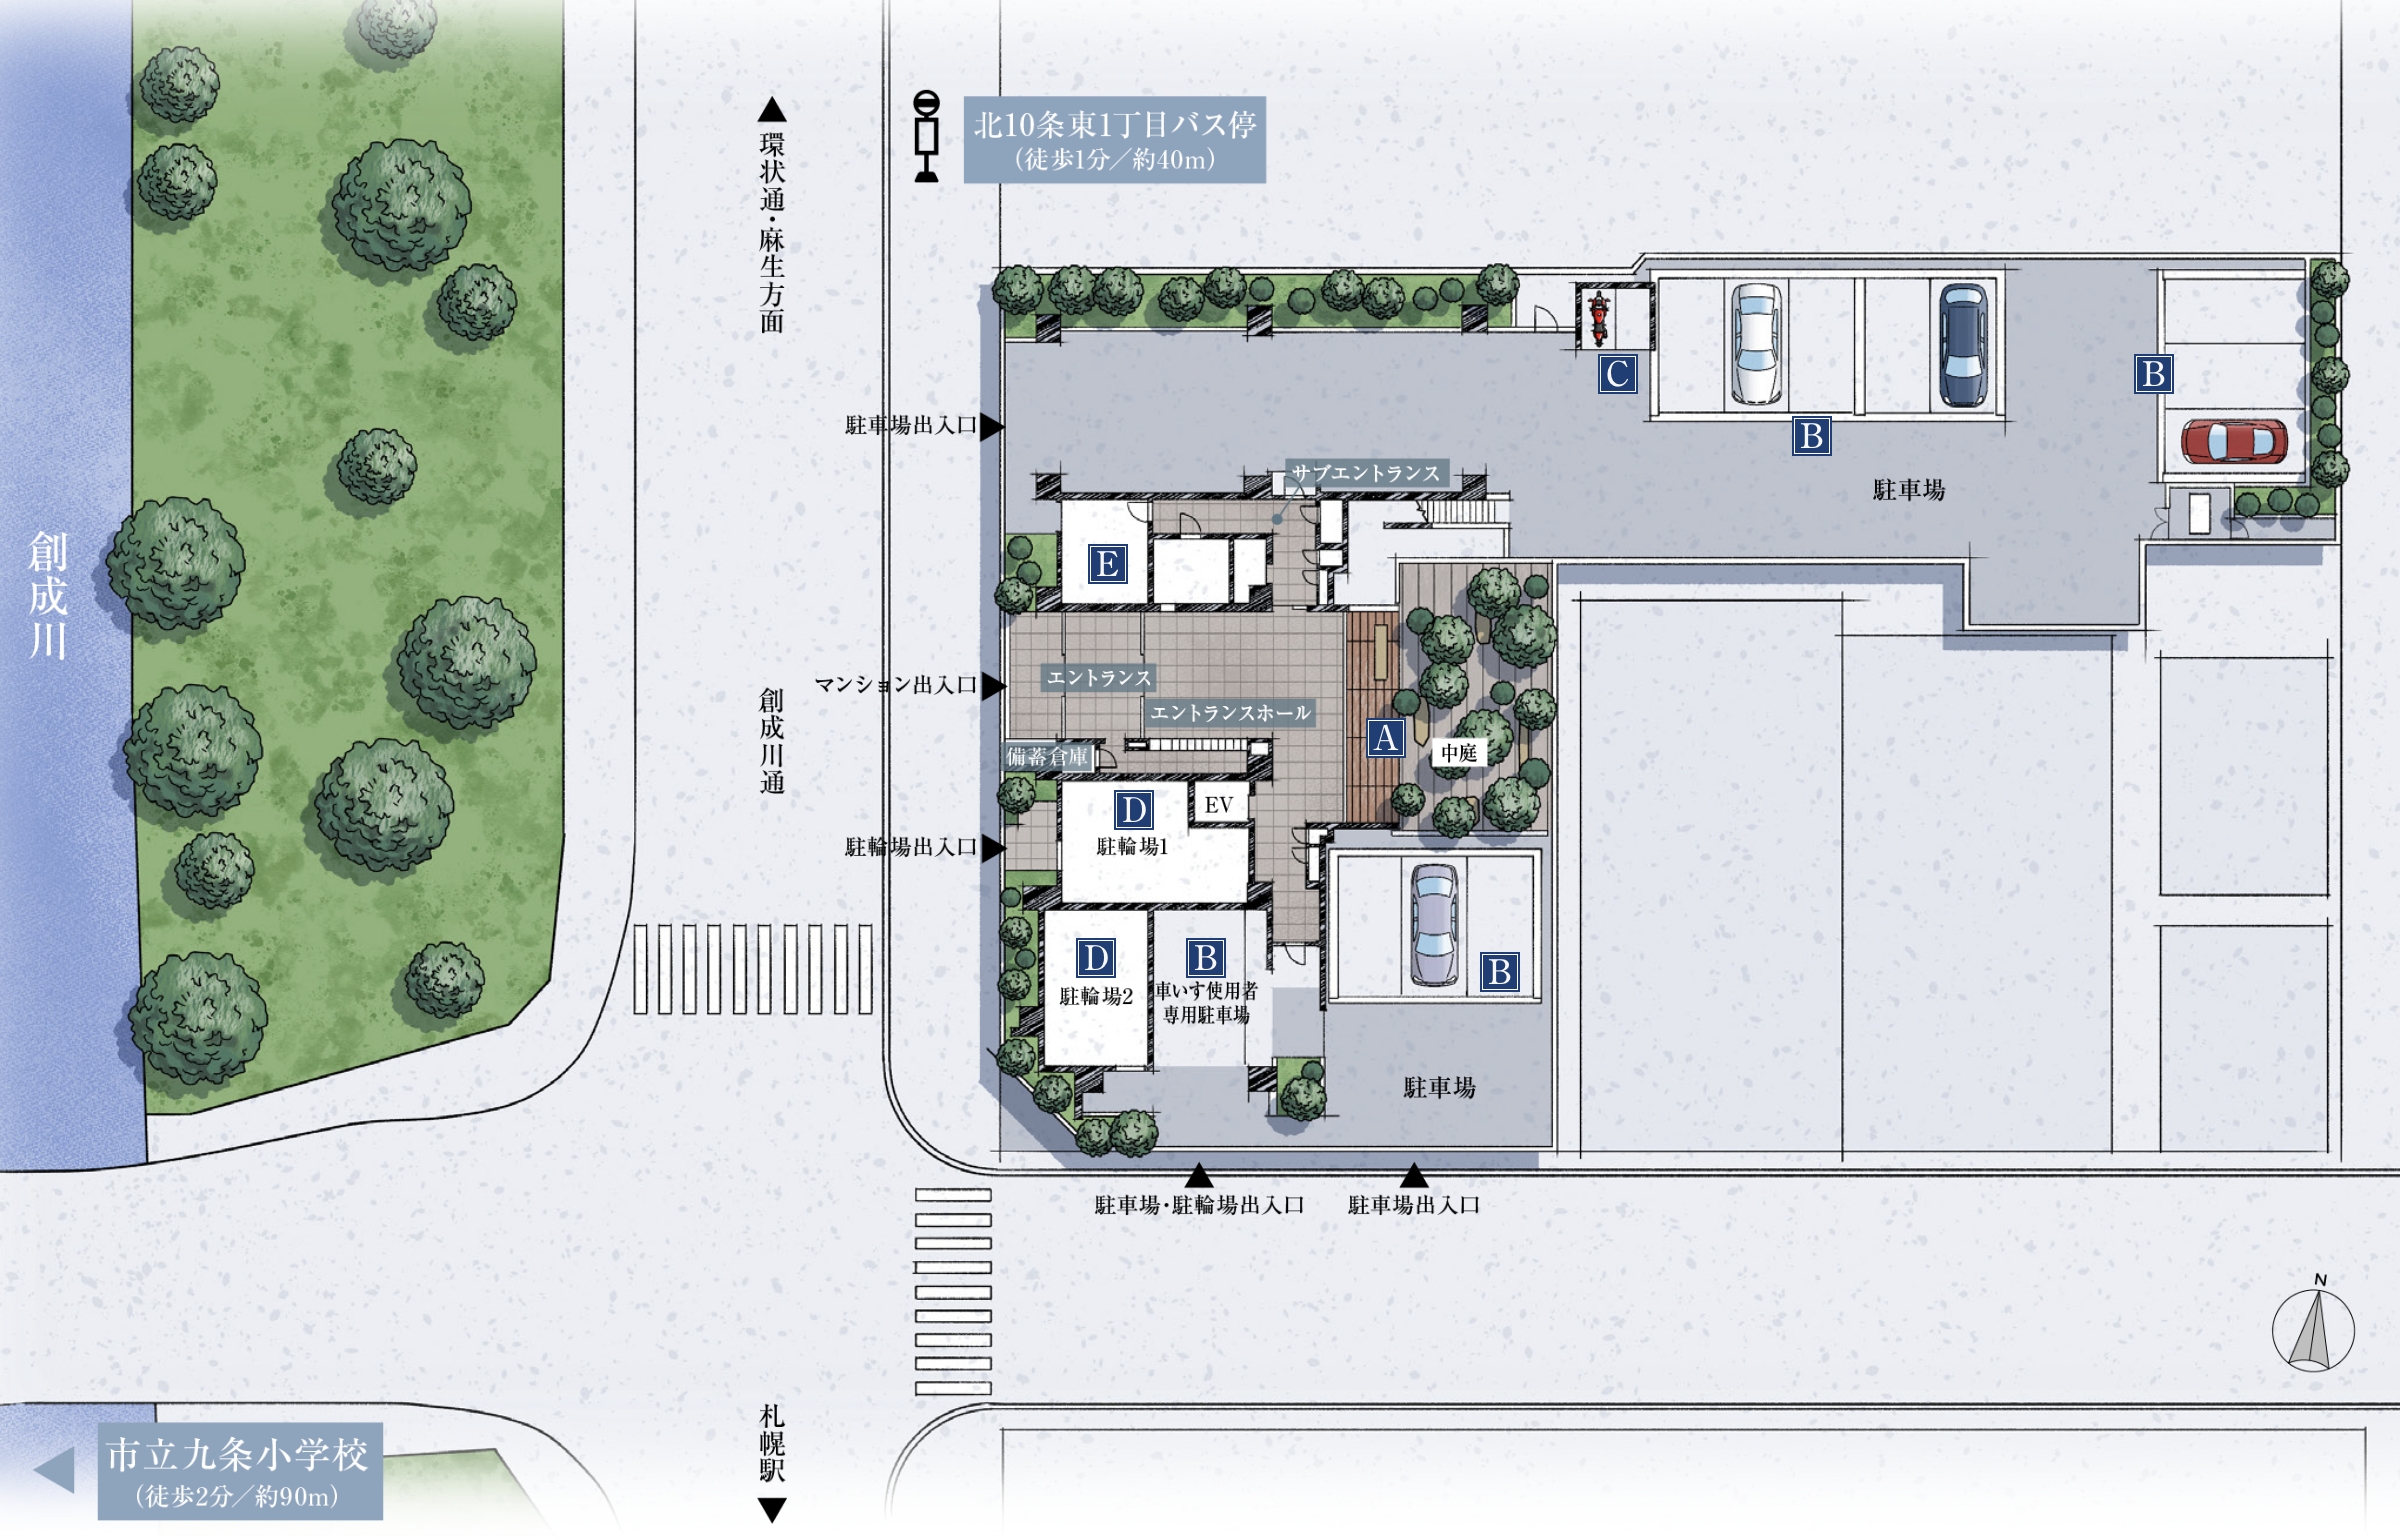 北10条東1丁目バス停
（徒歩1分／約40m）
環状通・麻生方面
C
B
B
駐車場出入口
サブエントランス
駐車場
創成川
E
マンション出入口
エントランス
創成川通
エントランスホール
A
中庭
備蓄倉庫
D
EV
駐輪場出入口
駐輪場1
D
駐輪場2
B
車いす使用者
専用駐車場
B
駐車場
駐車場・駐輪場出入口
駐車場出入口
N
札幌駅
市立九条小学校
（徒歩2分／約90m）